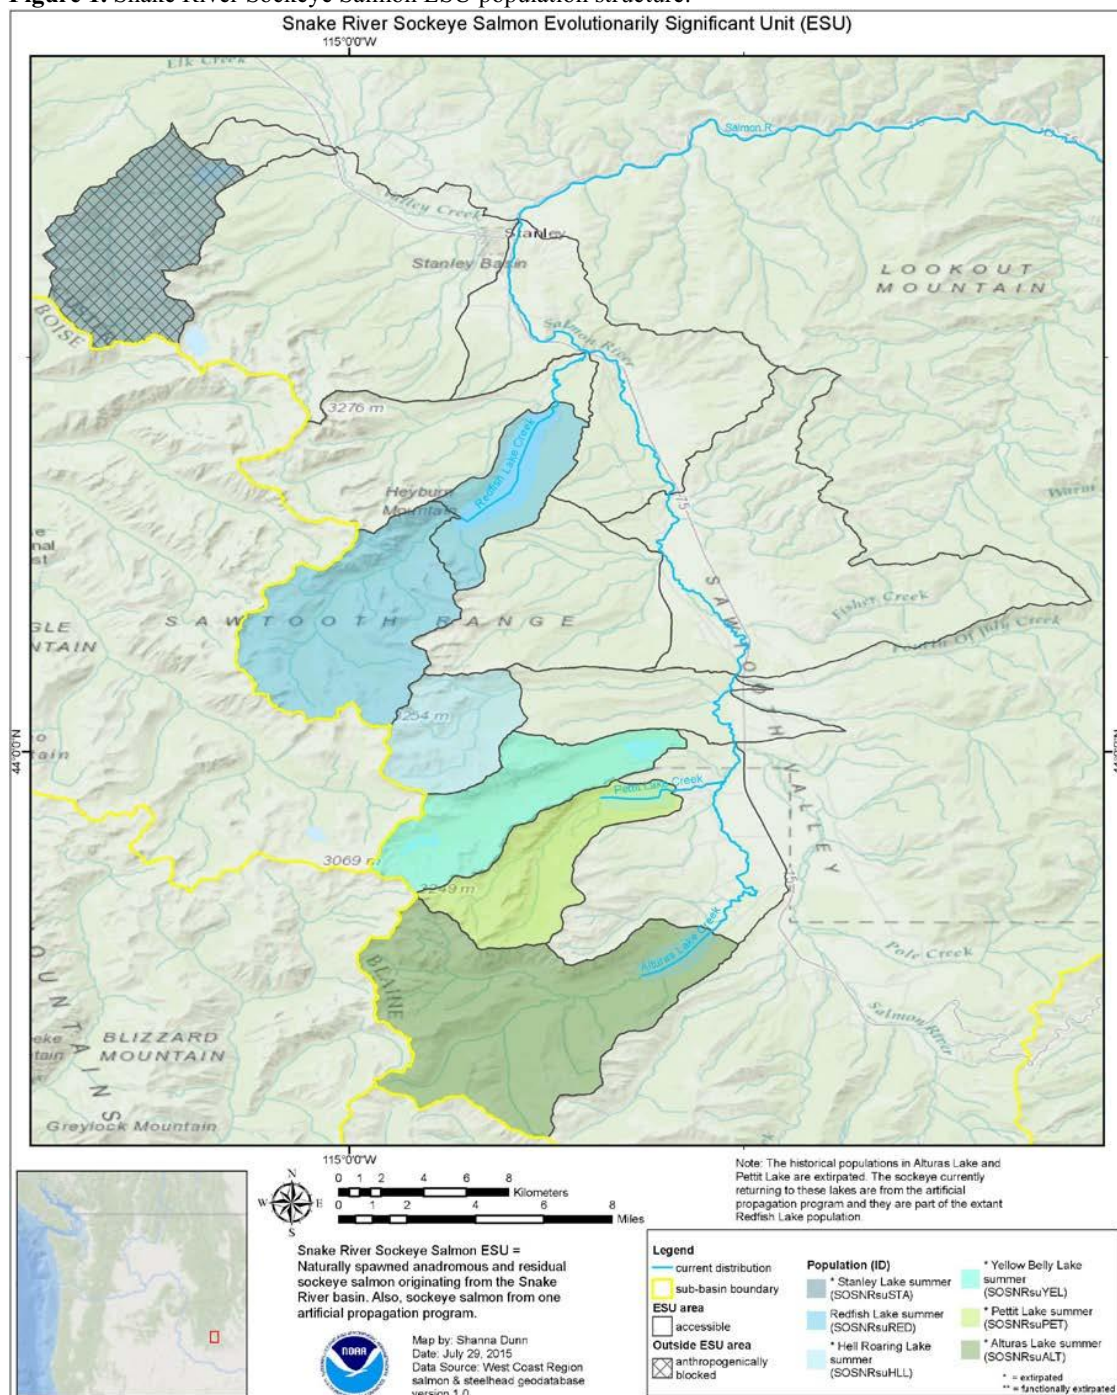 Figure 1. Snake River Sockeye Salmon ESU population structure.
Snake River Sockeye Salmon Evolutionarily Significant Unit (ESU)
115°0'0"W
Elk Creek
Salmon R.
75
Valley Creek
Stanley
Stanley Basin
LOOKOUT
MOUNTAIN
BOISE
Salmon River
3276 m
Redfish Lake Creek
Heyburn
Mountain
75
Warm
SAWTOOTH RANGE
SAWTOOTH VALLEY
Fisher Creek
Fourth Of July Creek
GLE
NTAIN
3254 m
44°0'0"N
Pettit Lake Creek
3069 m
3249 m
Alturas Lake Creek
Pole Creek
Salmon River
BLAINE
OUNTAINS
BLIZZARD
MOUNTAIN
Greylock Mountain
115°0'0"W
N
W E
S
0 1 2 4 6 8
Kilometers
0 1 2 4 6 8
Miles
Note: The historical populations in Alturas Lake and
Pettit Lake are extirpated. The sockeye currently
returning to these lakes are from the artificial
propagation program and they are part of the extant
Redfish Lake population.
Snake River Sockeye Salmon ESU =
Naturally spawned anadromous and residual
sockeye salmon originating from the Snake
River basin. Also, sockeye salmon from one
artificial propagation program.
NOAA
Map by: Shanna Dunn
Date: July 29, 2015
Data Source: West Coast Region
salmon & steelhead geodatabase
version 1.0
Legend
current distribution
sub-basin boundary
ESU area
accessible
Outside ESU area
anthropogenically
blocked
Population (ID)
* Stanley Lake summer
(SOSNRsuSTA)
Redfish Lake summer
(SOSNRsuRED)
* Hell Roaring Lake
summer
(SOSNRsuHLL)
* Yellow Belly Lake
summer
(SOSNRsuYEL)
* Pettit Lake summer
(SOSNRsuPET)
* Alturas Lake summer
(SOSNRsuALT)
* = extirpated
** = functionally extirpated